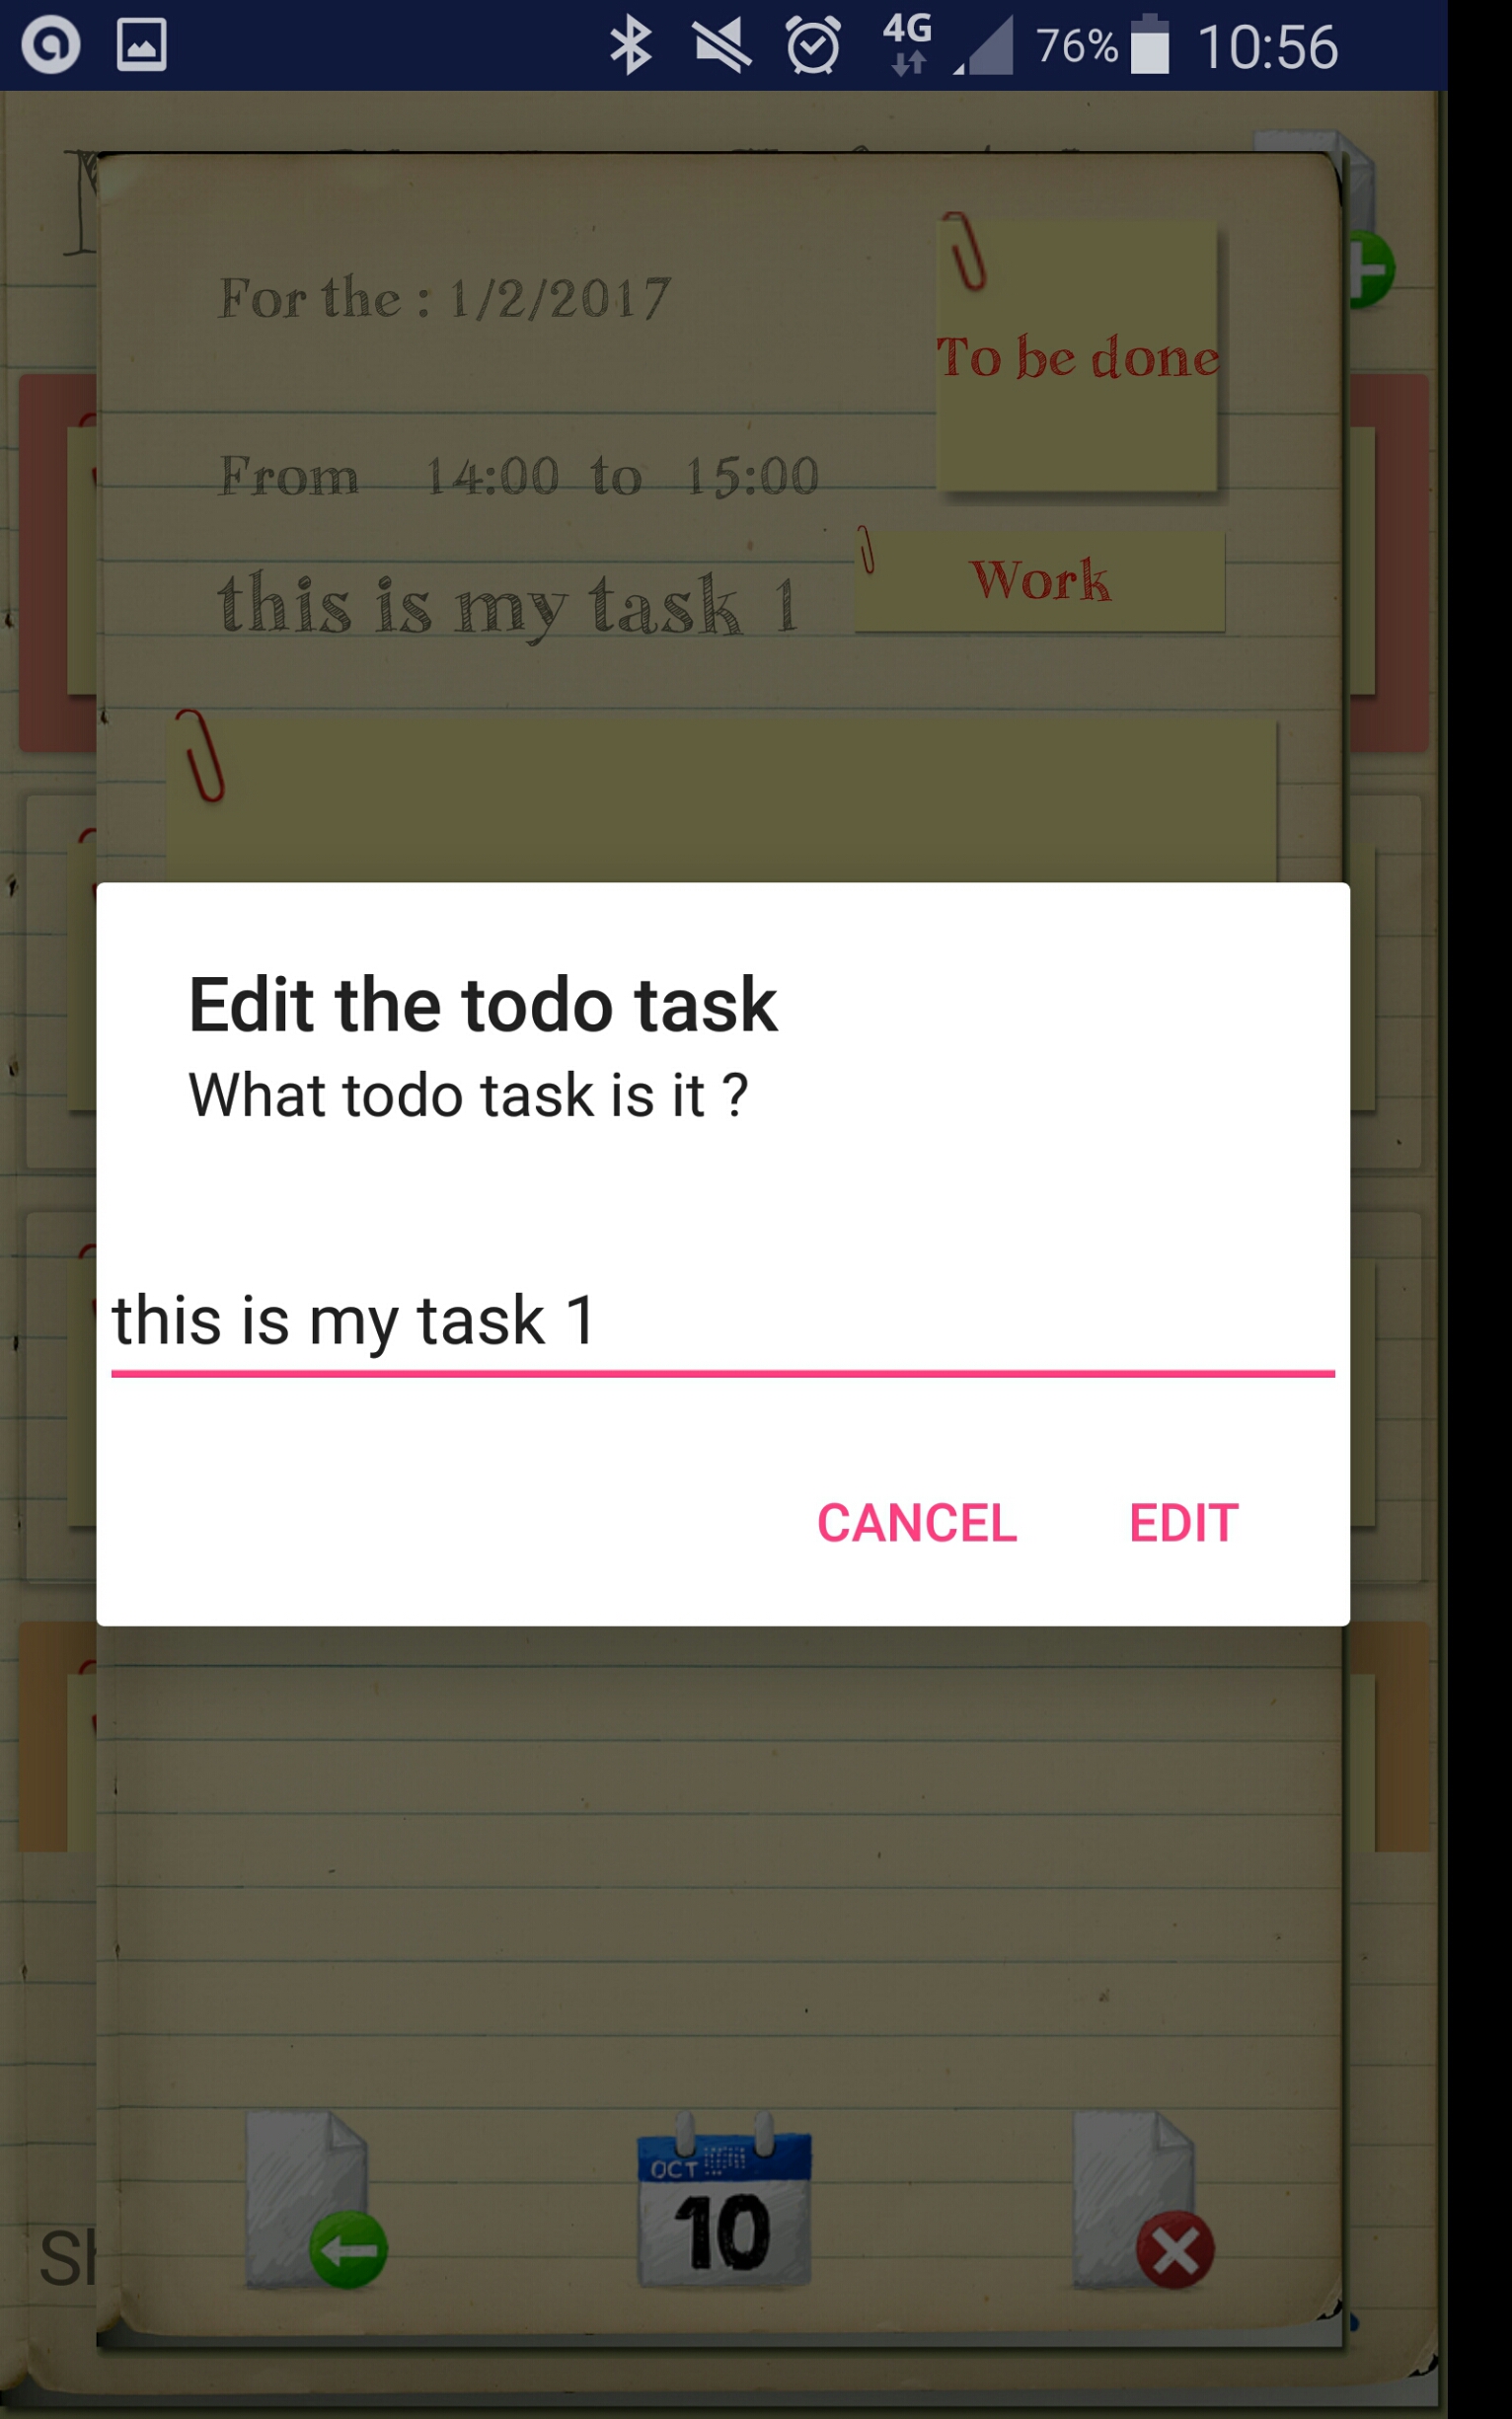 4G 76% 10:56
For the : 1/2/2017
To be done
From 14:00 to 15:00
this is my task 1
Work
Edit the todo task
What todo task is it ?
this is my task 1
CANCEL EDIT
OCT
10